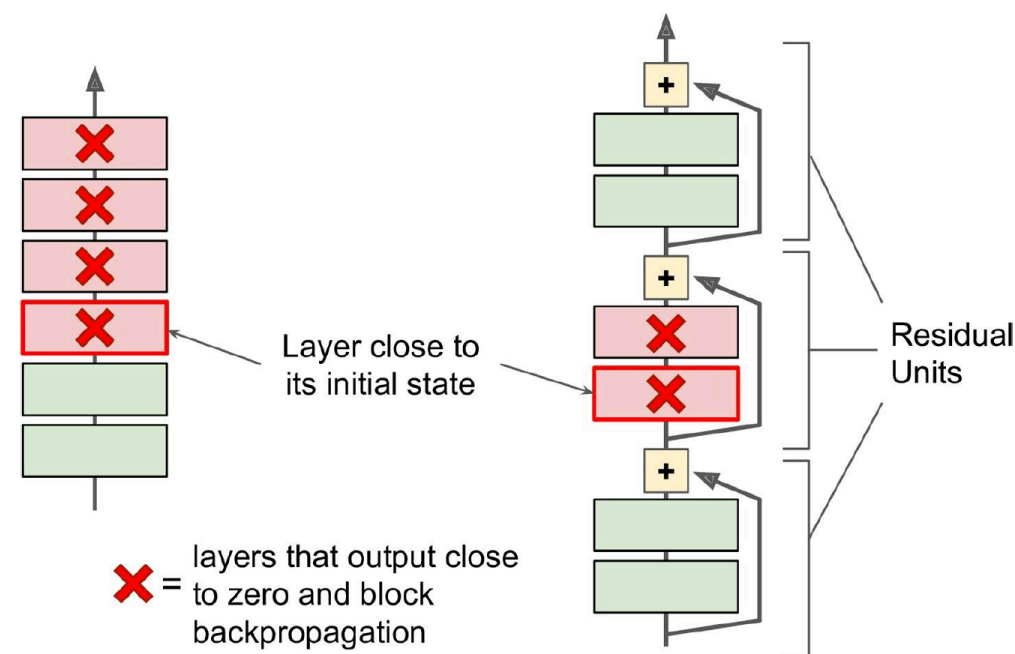 +
+
Layer close to
its initial state
Residual
Units
+
= layers that output close
to zero and block
backpropagation